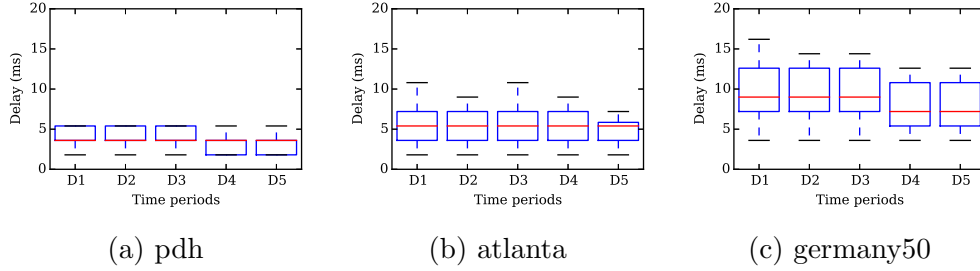 20
15
10
5
0
Delay (ms)
D1 D2 D3 D4 D5
Time periods
(a) pdh
20
15
10
5
0
Delay (ms)
D1 D2 D3 D4 D5
Time periods
(b) atlanta
20
15
10
5
0
Delay (ms)
D1 D2 D3 D4 D5
Time periods
(c) germany50